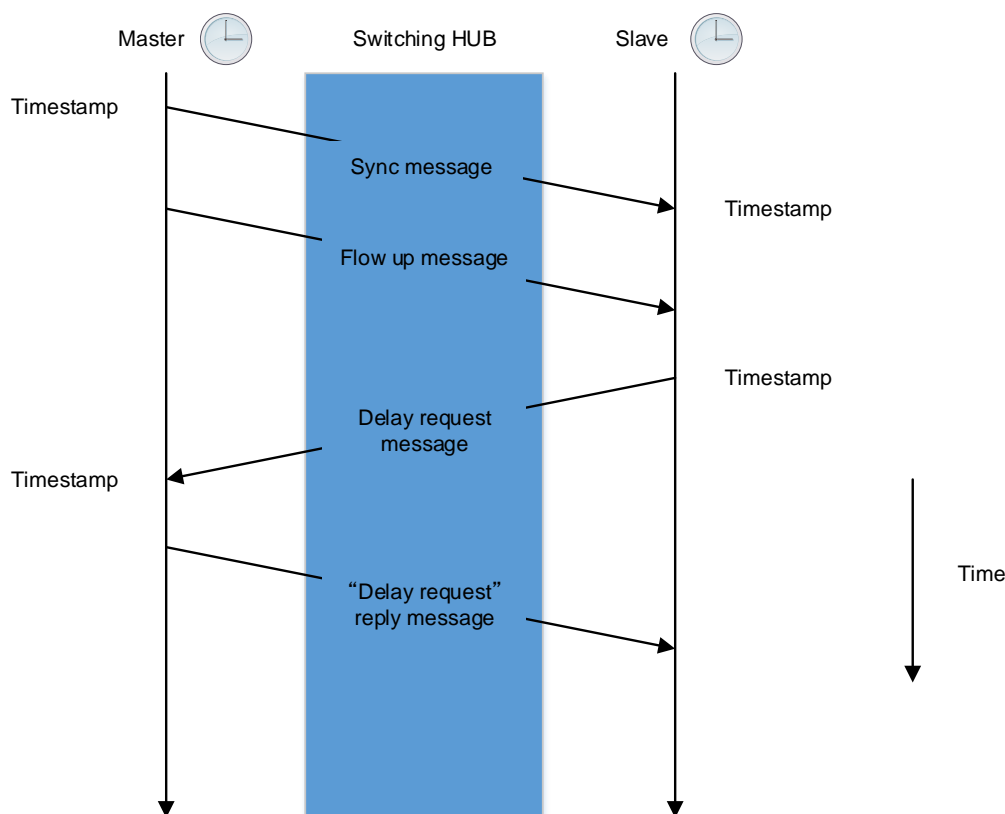 Master
Switching HUB
Slave
Timestamp
Sync message
Timestamp
Flow up message
Timestamp
Delay request
message
Timestamp
Time
“Delay request”
reply message